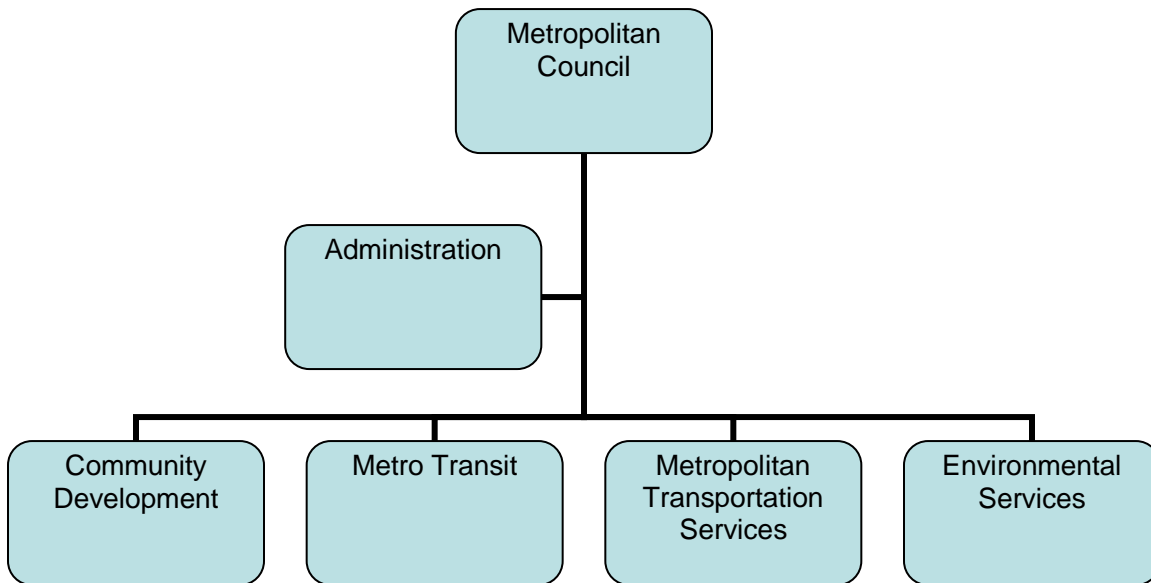 Metropolitan
Council
Administration
Community
Development
Metro Transit
Metropolitan
Transportation
Services
Environmental
Services